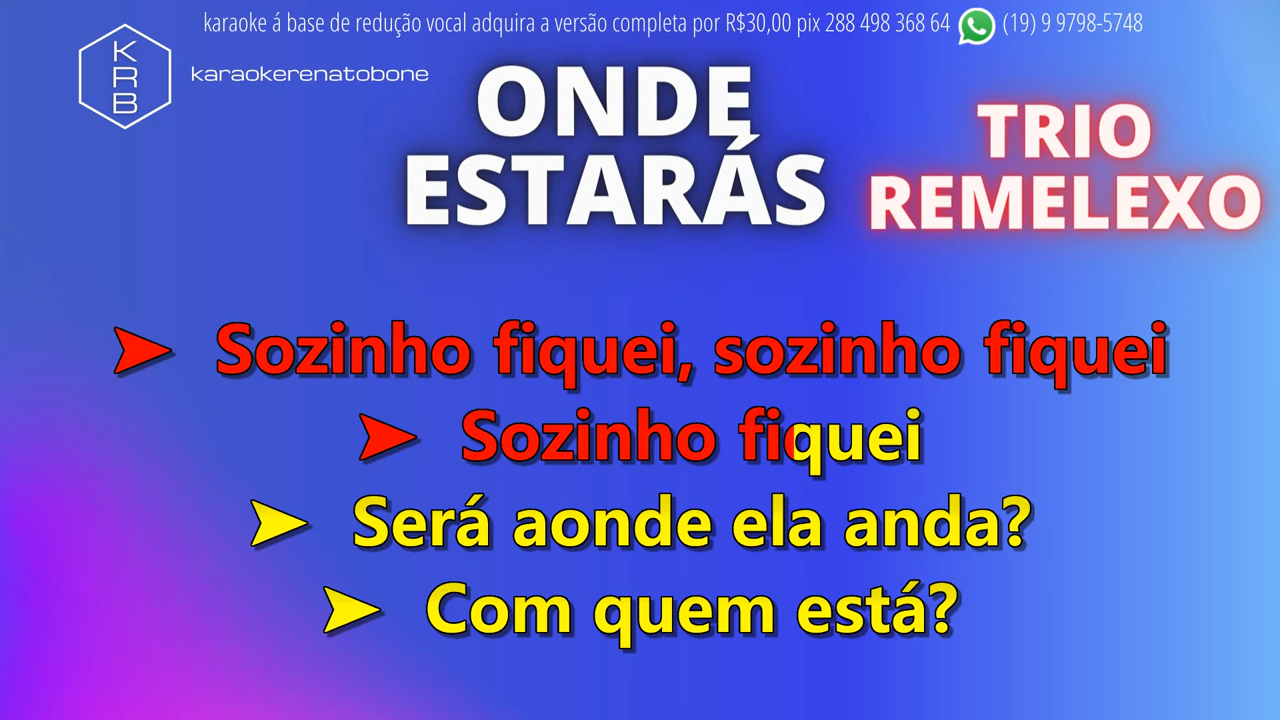 karaoke á base de redução vocal adquira a versão completa por R$30,00 pix 288 498 368 64 (19) 9 9798-5748
K
R
B
karaokerenatobone
ONDE
ESTARÁS
TRIO
REMELEXO
➤ Sozinho fiquei, sozinho fiquei
➤ Sozinho fiquei
➤ Será aonde ela anda?
➤ Com quem está?